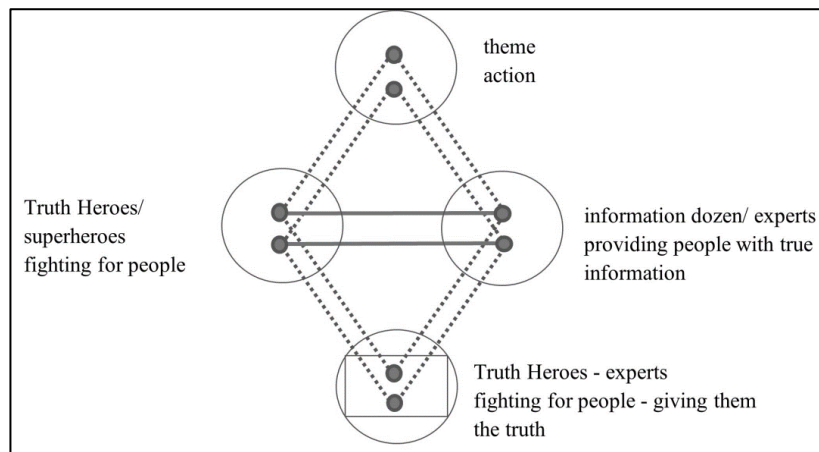 theme
action
Truth Heroes/
superheroes
fighting for people
information dozen/ experts
providing people with true
information
Truth Heroes - experts
fighting for people - giving them
the truth